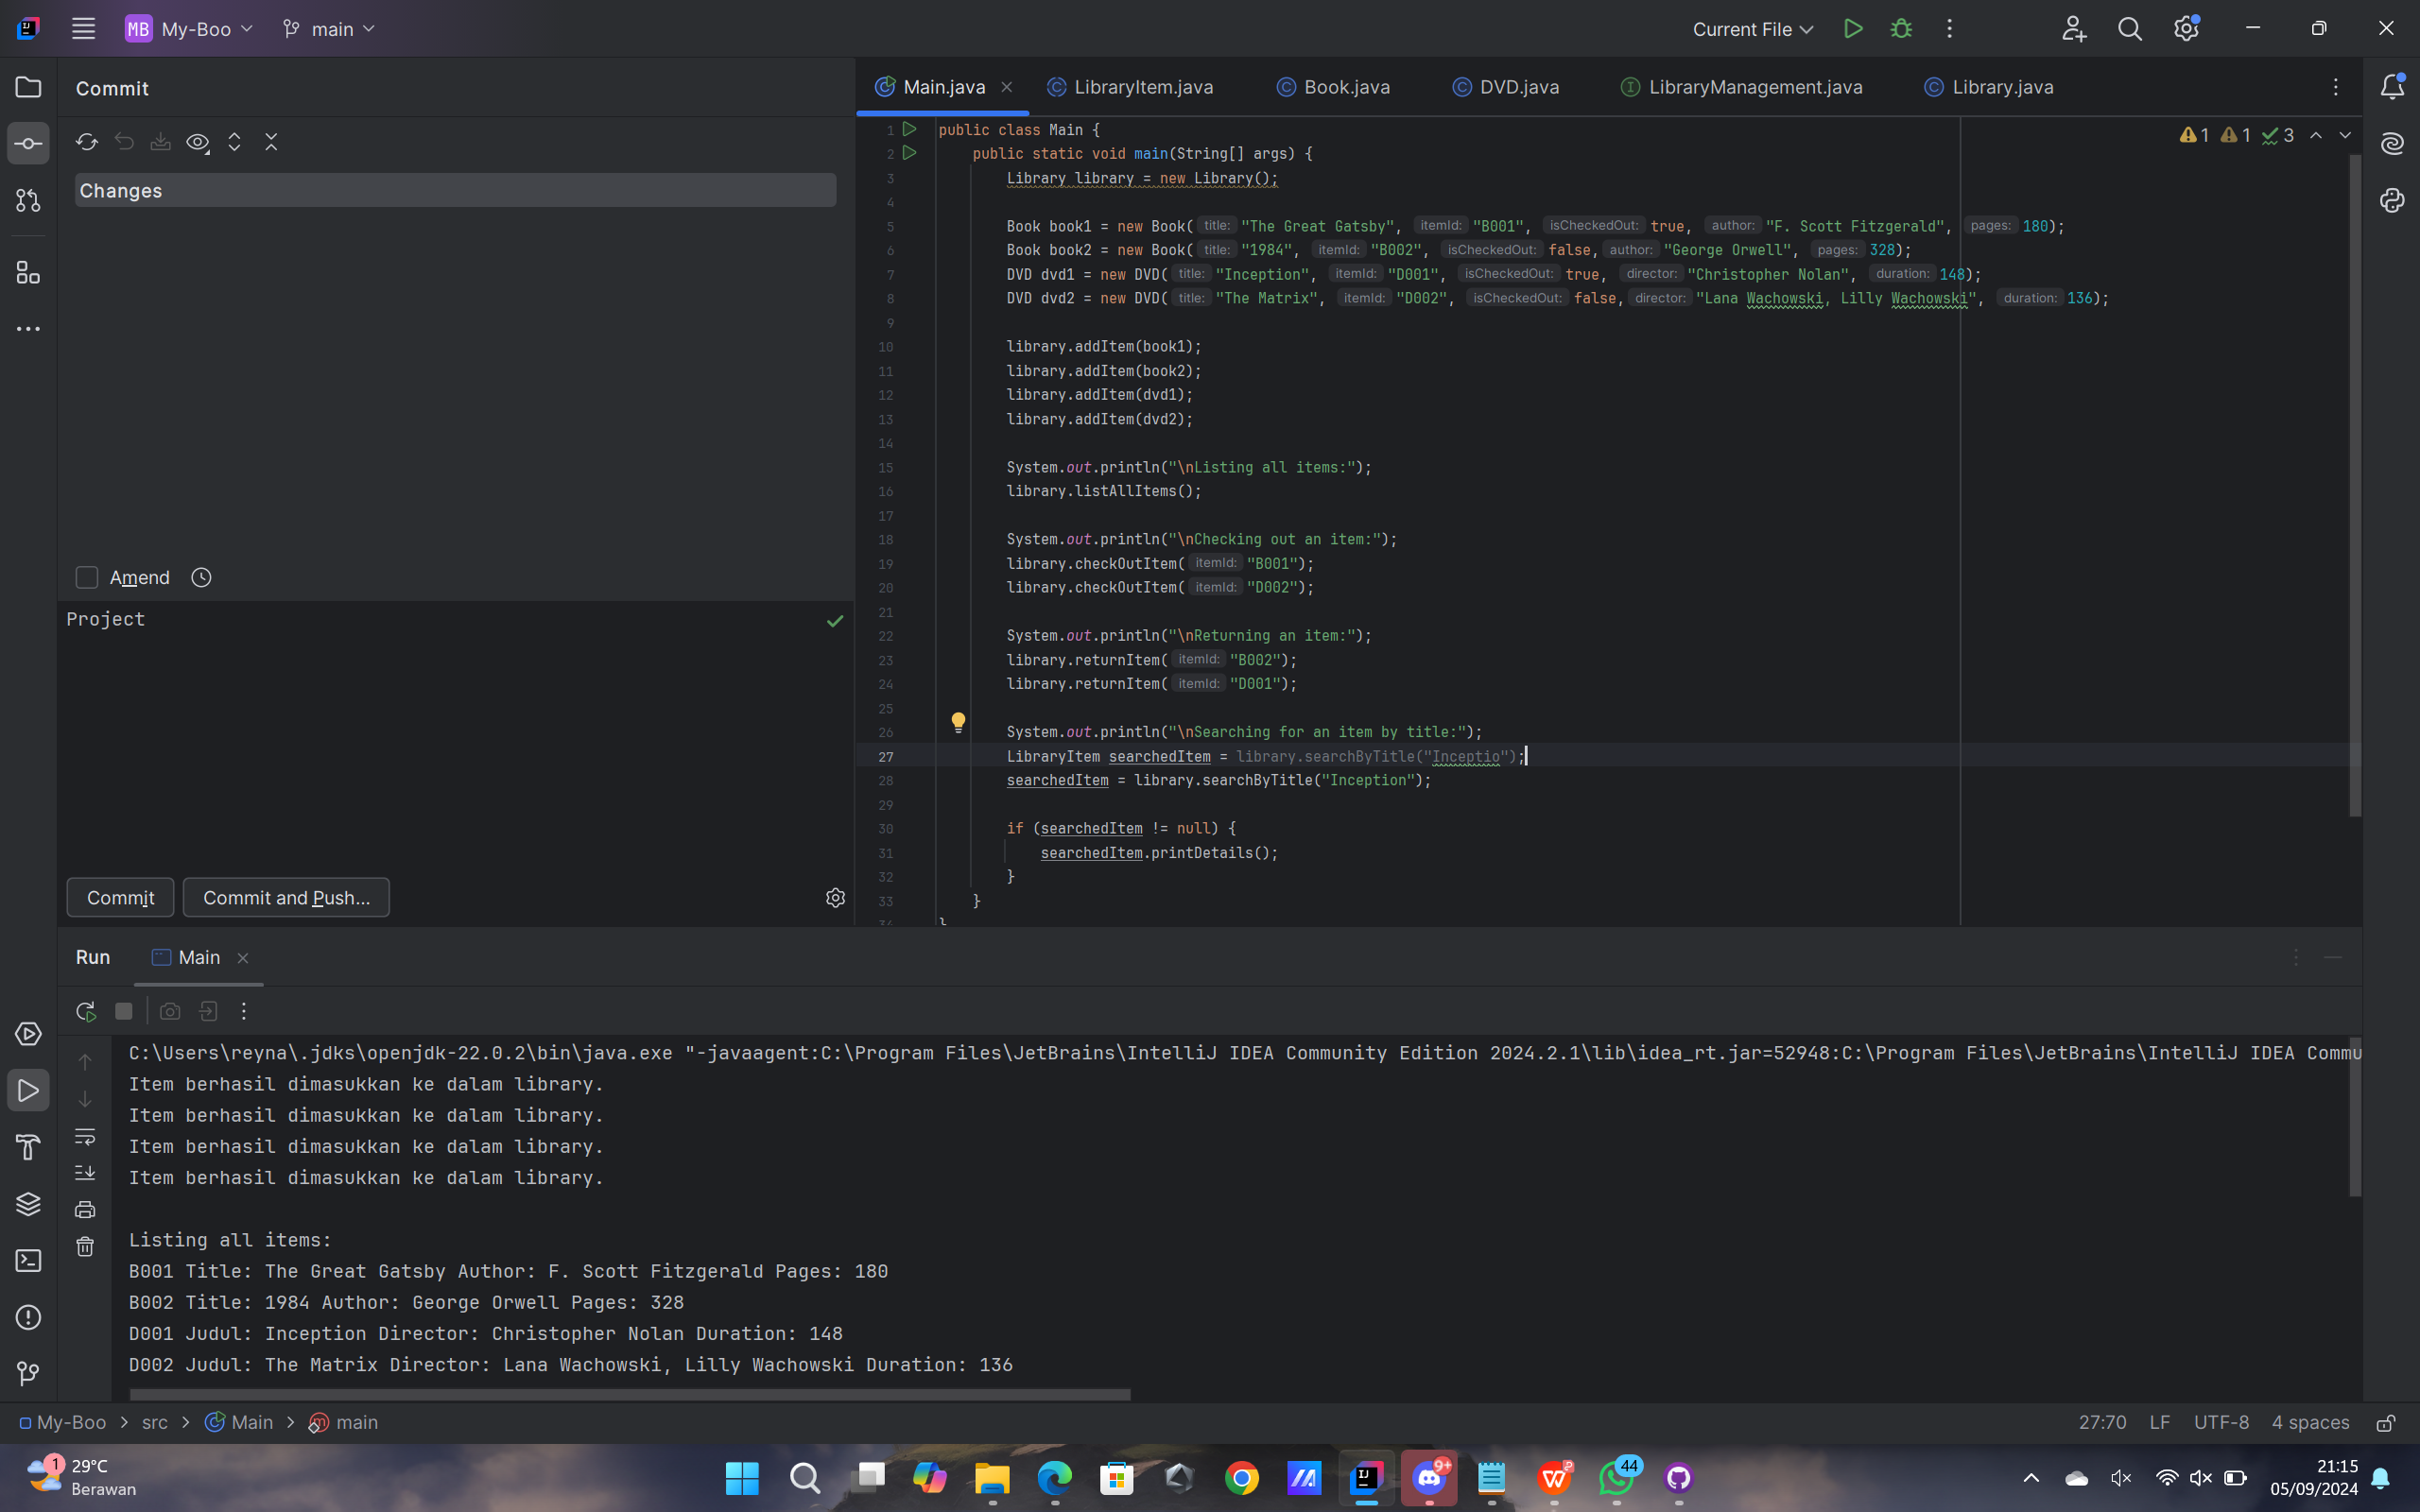 MB My-Boo main Current File
Commit
Changes
Amend
Project
Commit Commit and Push...
Main.java LibraryItem.java Book.java DVD.java LibraryManagement.java Library.java
1 1 3
1 public class Main {
2 public static void main(String[] args) {
3 Library library = new Library();
4
5 Book book1 = new Book( title: "The Great Gatsby", itemId: "B001", isCheckedOut: true, author: "F. Scott Fitzgerald", pages: 180);
6 Book book2 = new Book( title: "1984", itemId: "B002", isCheckedOut: false, author: "George Orwell", pages: 328);
7 DVD dvd1 = new DVD( title: "Inception", itemId: "D001", isCheckedOut: true, director: "Christopher Nolan", duration: 148);
8 DVD dvd2 = new DVD( title: "The Matrix", itemId: "D002", isCheckedOut: false, director: "Lana Wachowski, Lilly Wachowski", duration: 136);
9
10 library.addItem(book1);
11 library.addItem(book2);
12 library.addItem(dvd1);
13 library.addItem(dvd2);
14
15 System.out.println("\nListing all items:");
16 library.listAllItems();
17
18 System.out.println("\nChecking out an item:");
19 library.checkOutItem( itemId: "B001");
20 library.checkOutItem( itemId: "D002");
21
22 System.out.println("\nReturning an item:");
23 library.returnItem( itemId: "B002");
24 library.returnItem( itemId: "D001");
25
26 System.out.println("\nSearching for an item by title:");
27 LibraryItem searchedItem = library.searchByTitle("Inceptio");
28 searchedItem = library.searchByTitle("Inception");
29
30 if (searchedItem != null) {
31 searchedItem.printDetails();
32 }
33 }
34 }
Run Main
C:\Users\reyna\.jdks\openjdk-22.0.2\bin\java.exe "-javaagent:C:\Program Files\JetBrains\IntelliJ IDEA Community Edition 2024.2.1\lib\idea_rt.jar=52948:C:\Program Files\JetBrains\IntelliJ IDEA Commu
Item berhasil dimasukkan ke dalam library.
Item berhasil dimasukkan ke dalam library.
Item berhasil dimasukkan ke dalam library.
Item berhasil dimasukkan ke dalam library.
Listing all items:
B001 Title: The Great Gatsby Author: F. Scott Fitzgerald Pages: 180
B002 Title: 1984 Author: George Orwell Pages: 328
D001 Judul: Inception Director: Christopher Nolan Duration: 148
D002 Judul: The Matrix Director: Lana Wachowski, Lilly Wachowski Duration: 136
My-Boo > src > Main > main 27:70 LF UTF-8 4 spaces
1 29°C
Berawan
9+ 44
21:15
05/09/2024